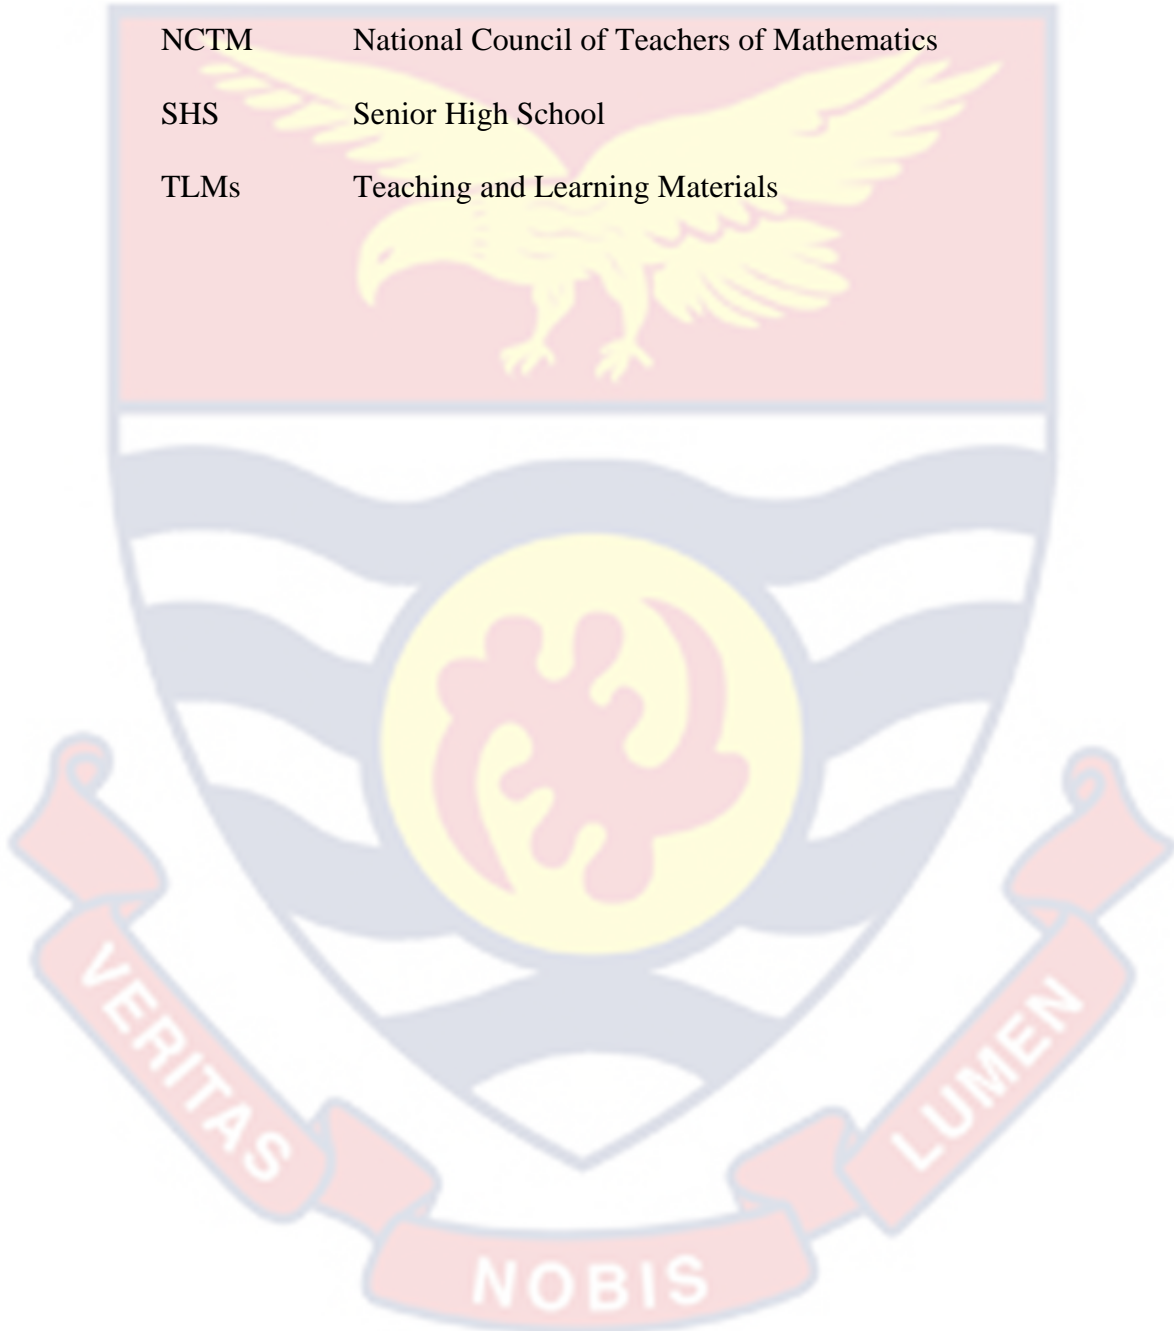 NCTM National Council of Teachers of Mathematics
SHS Senior High School
TLMs Teaching and Learning Materials
VERITAS
NOBIS
LUMEN